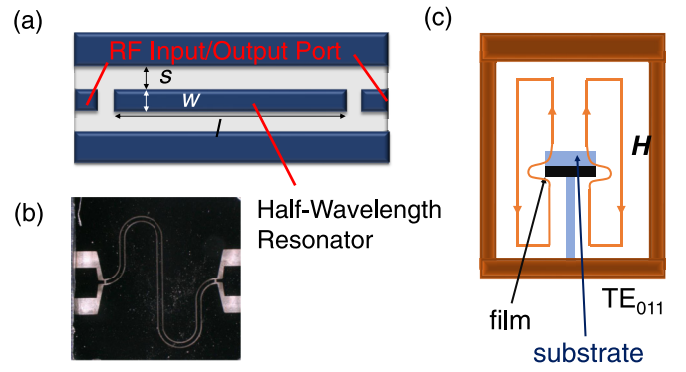 (a)
RF Input/Output Port
s
w
l
Half-Wavelength
Resonator
(b)
(c)
H
TE011
film
substrate